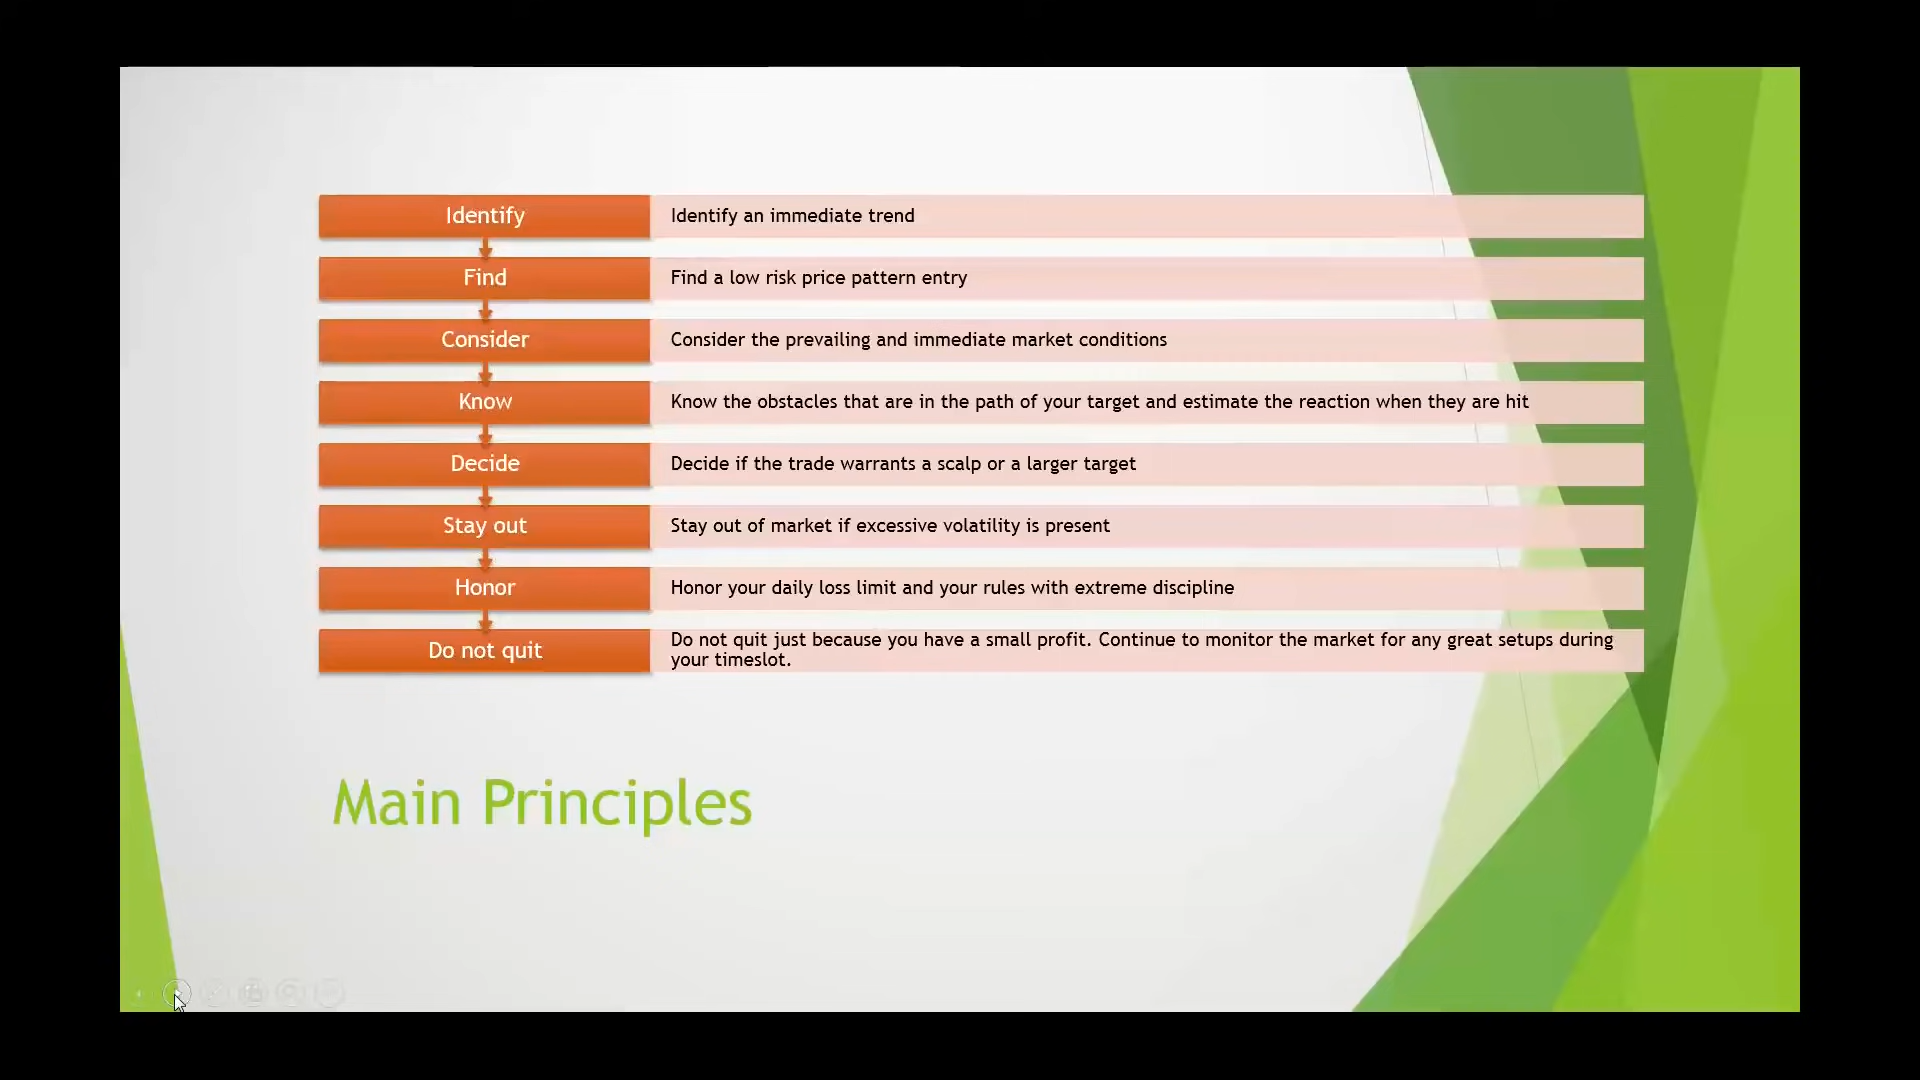 Identify
Identify an immediate trend
Find
Find a low risk price pattern entry
Consider
Consider the prevailing and immediate market conditions
Know
Know the obstacles that are in the path of your target and estimate the reaction when they are hit
Decide
Decide if the trade warrants a scalp or a larger target
Stay out
Stay out of market if excessive volatility is present
Honor
Honor your daily loss limit and your rules with extreme discipline
Do not quit
Do not quit just because you have a small profit. Continue to monitor the market for any great setups during
your timeslot.
Main Principles